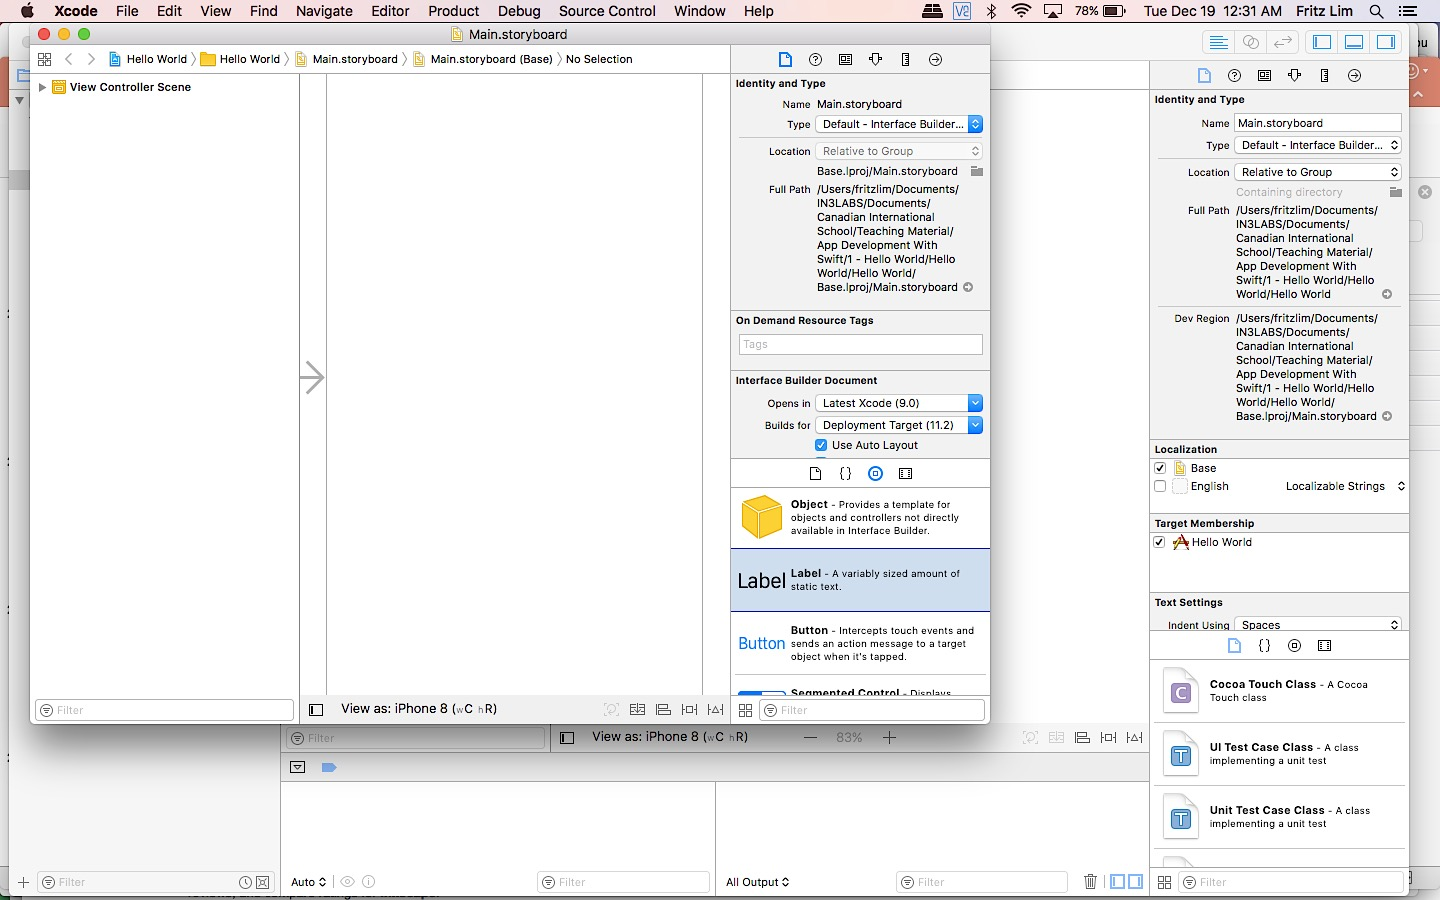 Xcode File Edit View Find Navigate Editor Product Debug Source Control Window Help 78% Tue Dec 19 12:31 AM Fritz Lim
Main.storyboard
Hello World Hello World Main.storyboard Main.storyboard (Base) No Selection
View Controller Scene
Filter
View as: iPhone 8 (wC hR)
Identity and Type
Name Main.storyboard
Type Default - Interface Builder...
Location Relative to Group
Base.lproj/Main.storyboard
Full Path /Users/fritzlim/Documents/
IN3LABS/Documents/
Canadian International
School/Teaching Material/
App Development With
Swift/1 - Hello World/Hello
World/Hello World/
Base.lproj/Main.storyboard
On Demand Resource Tags
Tags
Interface Builder Document
Opens in Latest Xcode (9.0)
Builds for Deployment Target (11.2)
Use Auto Layout
{}
Object - Provides a template for
objects and controllers not directly
available in Interface Builder.
Label
Label - A variably sized amount of
static text.
Button
Button - Intercepts touch events and
sends an action message to a target
object when it's tapped.
Segmented Control - Displays
Filter
Identity and Type
Name Main.storyboard
Type Default - Interface Builder...
Location Relative to Group
Containing directory
Full Path /Users/fritzlim/Documents/
IN3LABS/Documents/
Canadian International
School/Teaching Material/
App Development With
Swift/1 - Hello World/Hello
World/Hello World
Dev Region /Users/fritzlim/Documents/
IN3LABS/Documents/
Canadian International
School/Teaching Material/
App Development With
Swift/1 - Hello World/Hello
World/Hello World/
Base.lproj/Main.storyboard
Localization
Base
English Localizable Strings
Target Membership
Hello World
Text Settings
Indent Using Spaces
{}
C
Cocoa Touch Class - A Cocoa
Touch class
T
UI Test Case Class - A class
implementing a unit test
T
Unit Test Case Class - A class
implementing a unit test
Filter
Filter
View as: iPhone 8 (wC hR) — 83% +
Filter
Auto
Filter
All Output
Filter